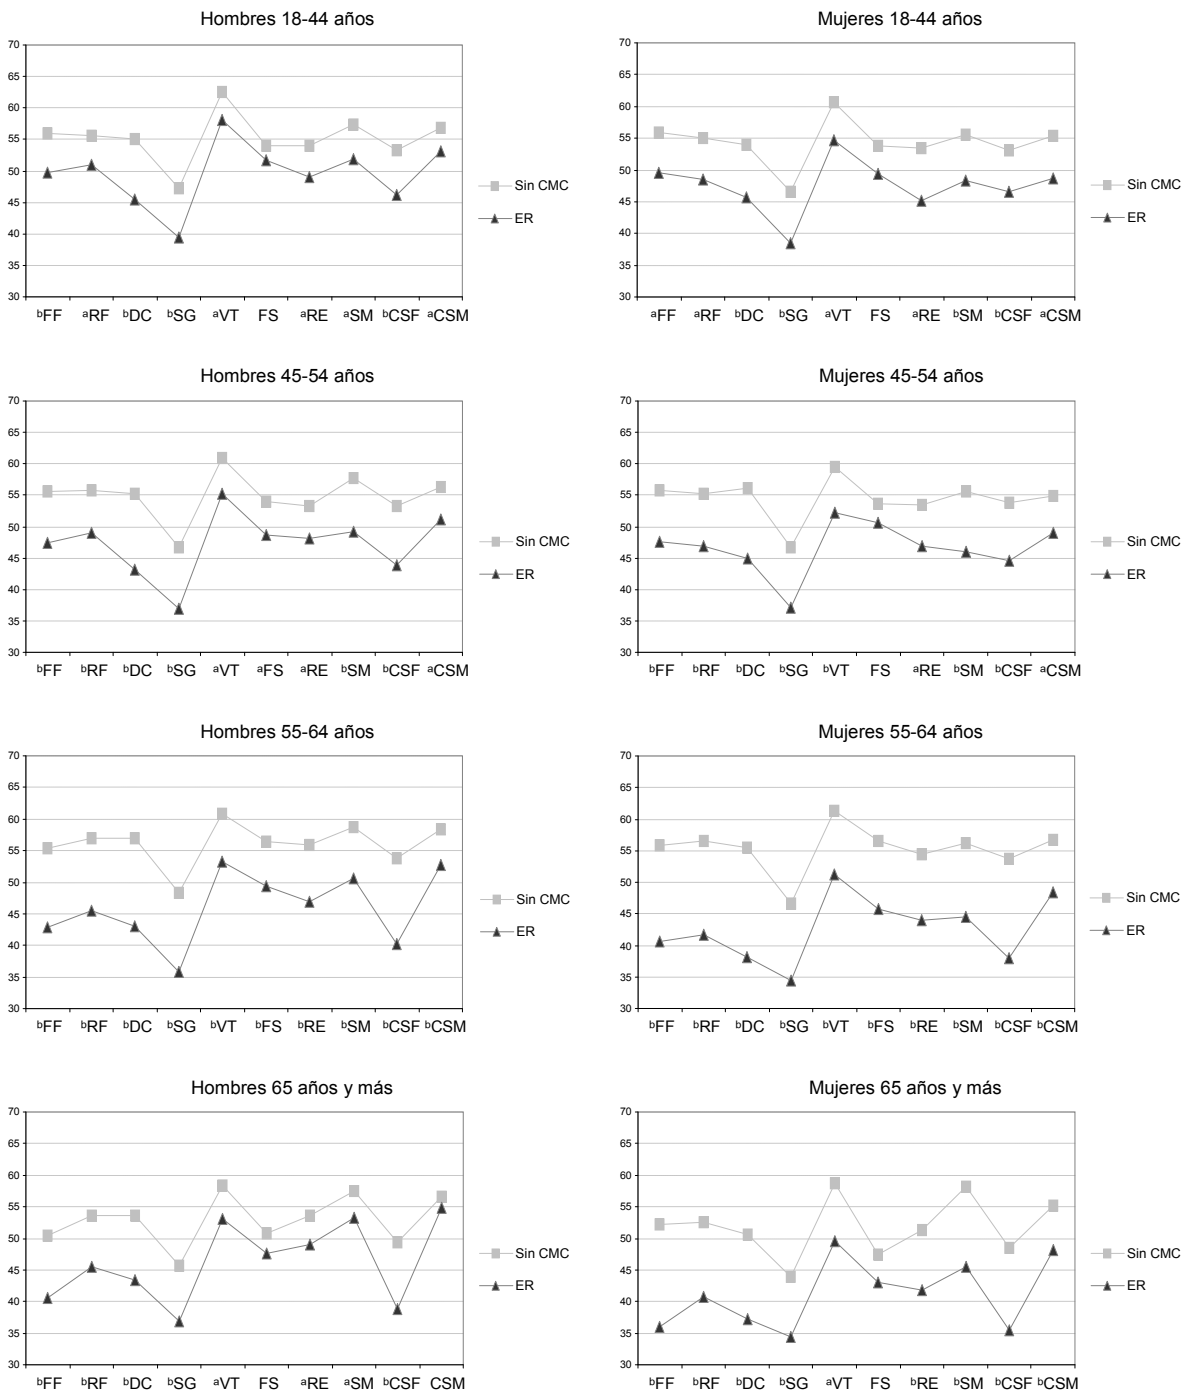 Hombres 18-44 años
70
65
60
55
50
45
40
35
30
ᵇFF ᵃRF ᵇDC ᵇSG ᵃVT FS ᵃRE ᵃSM ᵇCSF ᵃCSM
Sin CMC
ER
Mujeres 18-44 años
70
65
60
55
50
45
40
35
30
ᵃFF ᵃRF ᵇDC ᵇSG ᵃVT FS ᵃRE ᵇSM ᵇCSF ᵃCSM
Sin CMC
ER
Hombres 45-54 años
70
65
60
55
50
45
40
35
30
ᵇFF ᵇRF ᵇDC ᵇSG ᵃVT ᵃFS ᵃRE ᵇSM ᵇCSF ᵃCSM
Sin CMC
ER
Mujeres 45-54 años
70
65
60
55
50
45
40
35
30
ᵇFF ᵇRF ᵇDC ᵇSG ᵇVT FS ᵃRE ᵇSM ᵇCSF ᵃCSM
Sin CMC
ER
Hombres 55-64 años
70
65
60
55
50
45
40
35
30
ᵇFF ᵇRF ᵇDC ᵇSG ᵇVT ᵇFS ᵇRE ᵇSM ᵇCSF ᵇCSM
Sin CMC
ER
Mujeres 55-64 años
70
65
60
55
50
45
40
35
30
ᵇFF ᵇRF ᵇDC ᵇSG ᵇVT ᵇFS ᵇRE ᵇSM ᵇCSF ᵇCSM
Sin CMC
ER
Hombres 65 años y más
70
65
60
55
50
45
40
35
30
ᵇFF ᵇRF ᵇDC ᵇSG ᵃVT FS ᵃRE ᵃSM ᵇCSF CSM
Sin CMC
ER
Mujeres 65 años y más
70
65
60
55
50
45
40
35
30
ᵇFF ᵇRF ᵇDC ᵇSG ᵃVT FS ᵇRE ᵇSM ᵇCSF ᵇCSM
Sin CMC
ER